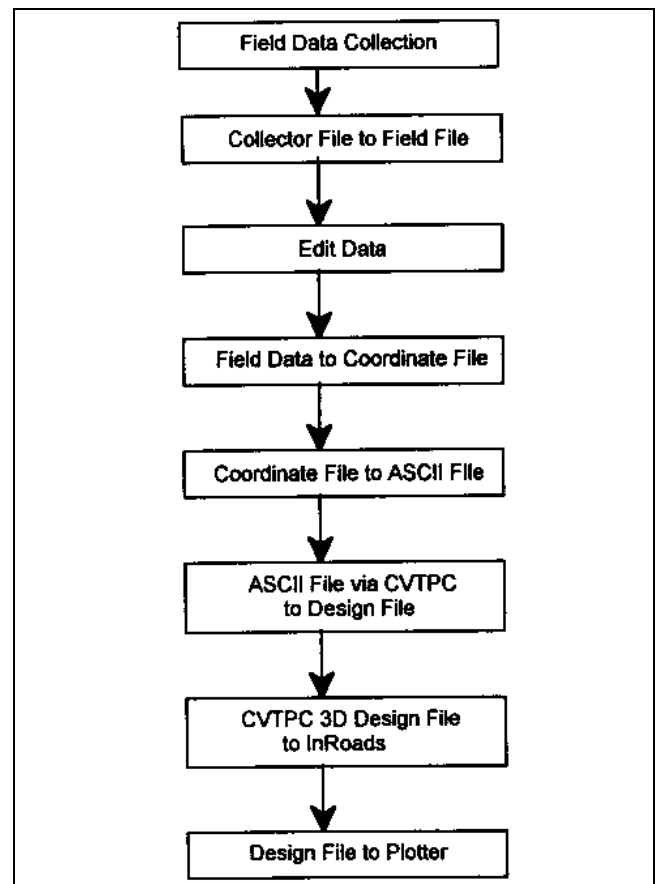 Field Data Collection
Collector File to Field File
Edit Data
Field Data to Coordinate File
Coordinate File to ASCII File
ASCII File via CVTPC
to Design File
CVTPC 3D Design File
to InRoads
Design File to Plotter